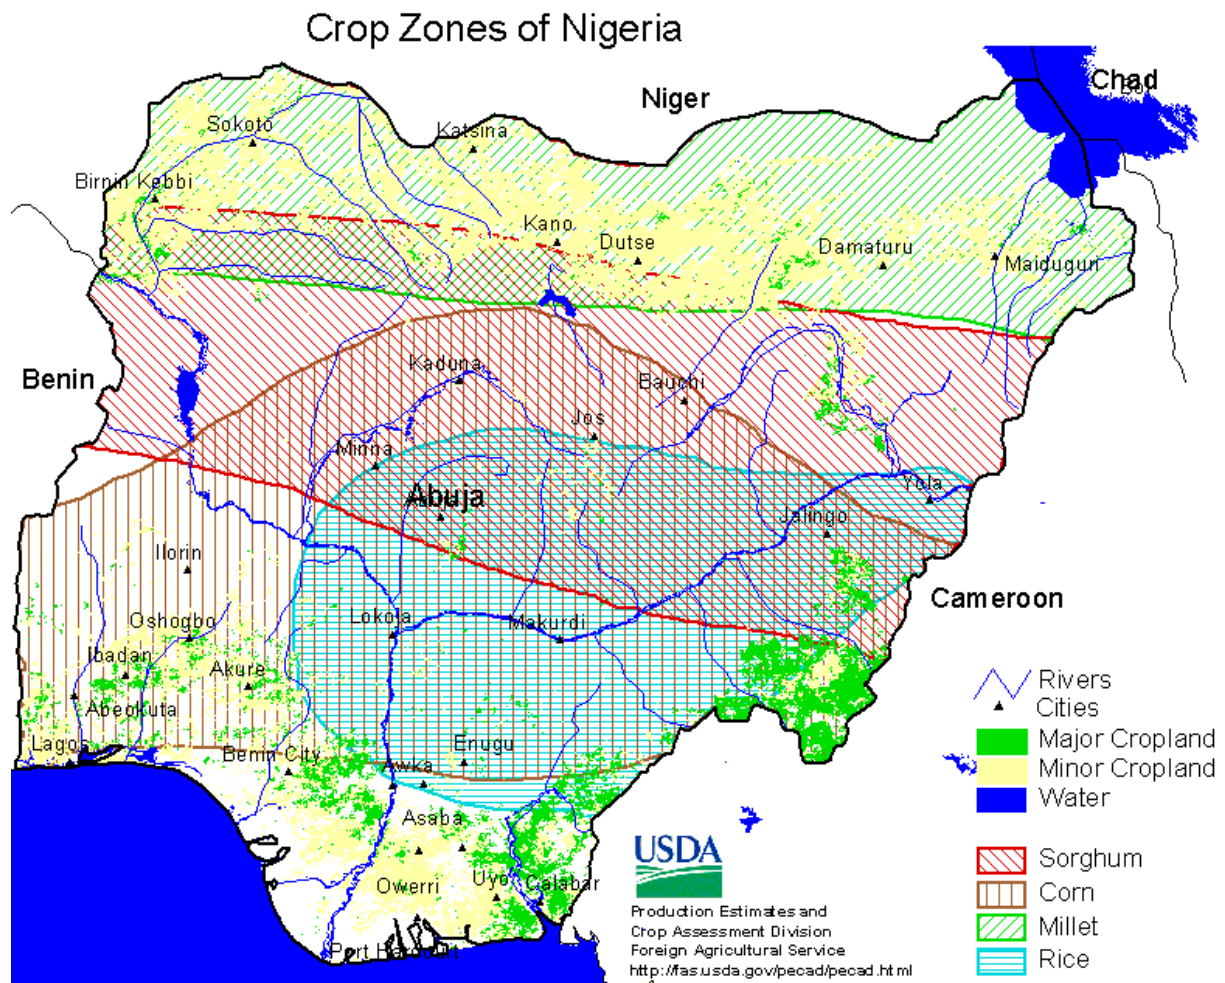 Crop Zones of Nigeria
Chad
Niger
Sokoto
Katsina
Birnin Kebbi
Kano
Dutse
Damaturu
Maiduguri
Benin
Kaduna
Bauchi
Jos
Minna
Abuja
Yola
Jalingo
Ilorin
Cameroon
Oshogbo
Lokoja
Makurdi
Ibadan
Akure
Abeokuta
Lagos
Benin City
Enugu
Awka
Asaba
Owerri
Uyo
Calabar
Port Harcourt
Rivers
Cities
Major Cropland
Minor Cropland
Water
Sorghum
Corn
Millet
Rice
USDA
Production Estimates and
Crop Assessment Division
Foreign Agricultural Service
http://fas.usda.gov/pecad/pecad.html